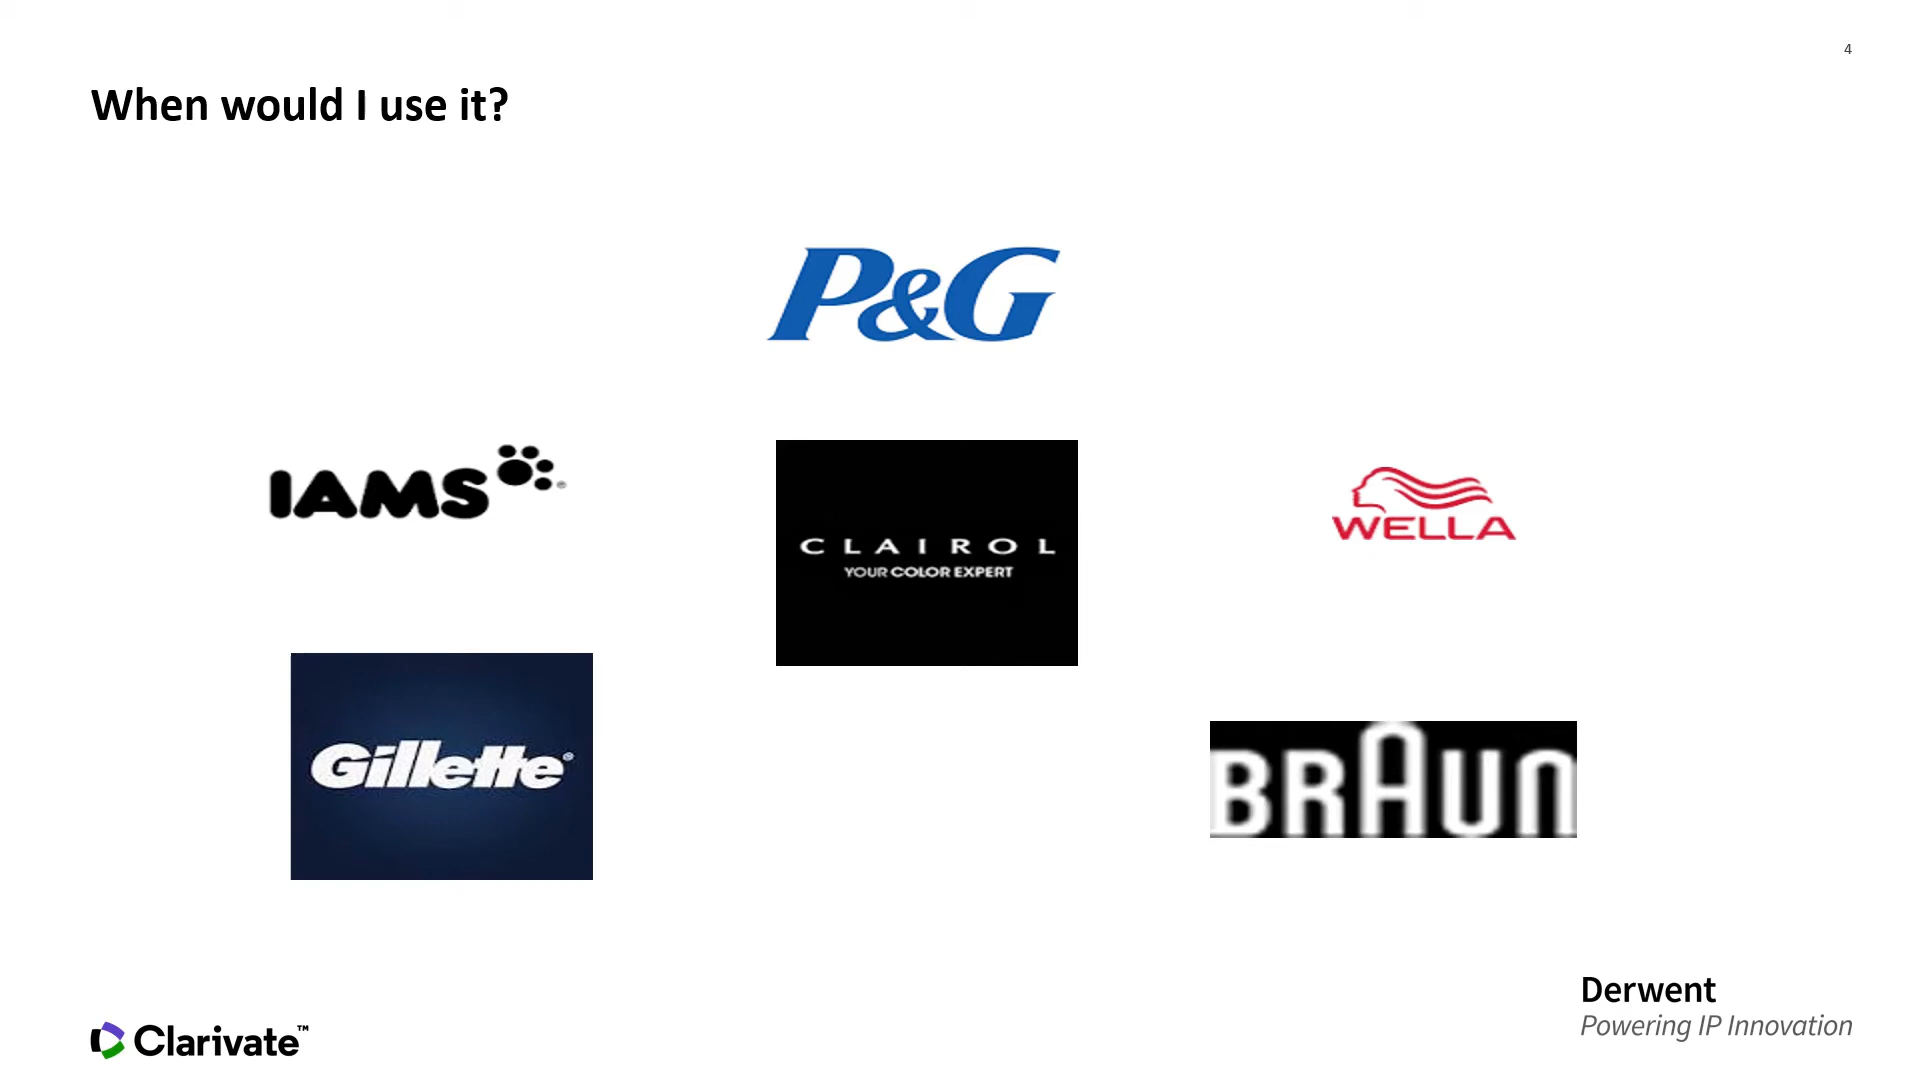 4
When would I use it?
P&G
IAMS
CLAIROL
YOUR COLOR EXPERT
WELLA
Gillette®
BRAUN
Derwent
Powering IP Innovation
Clarivate™